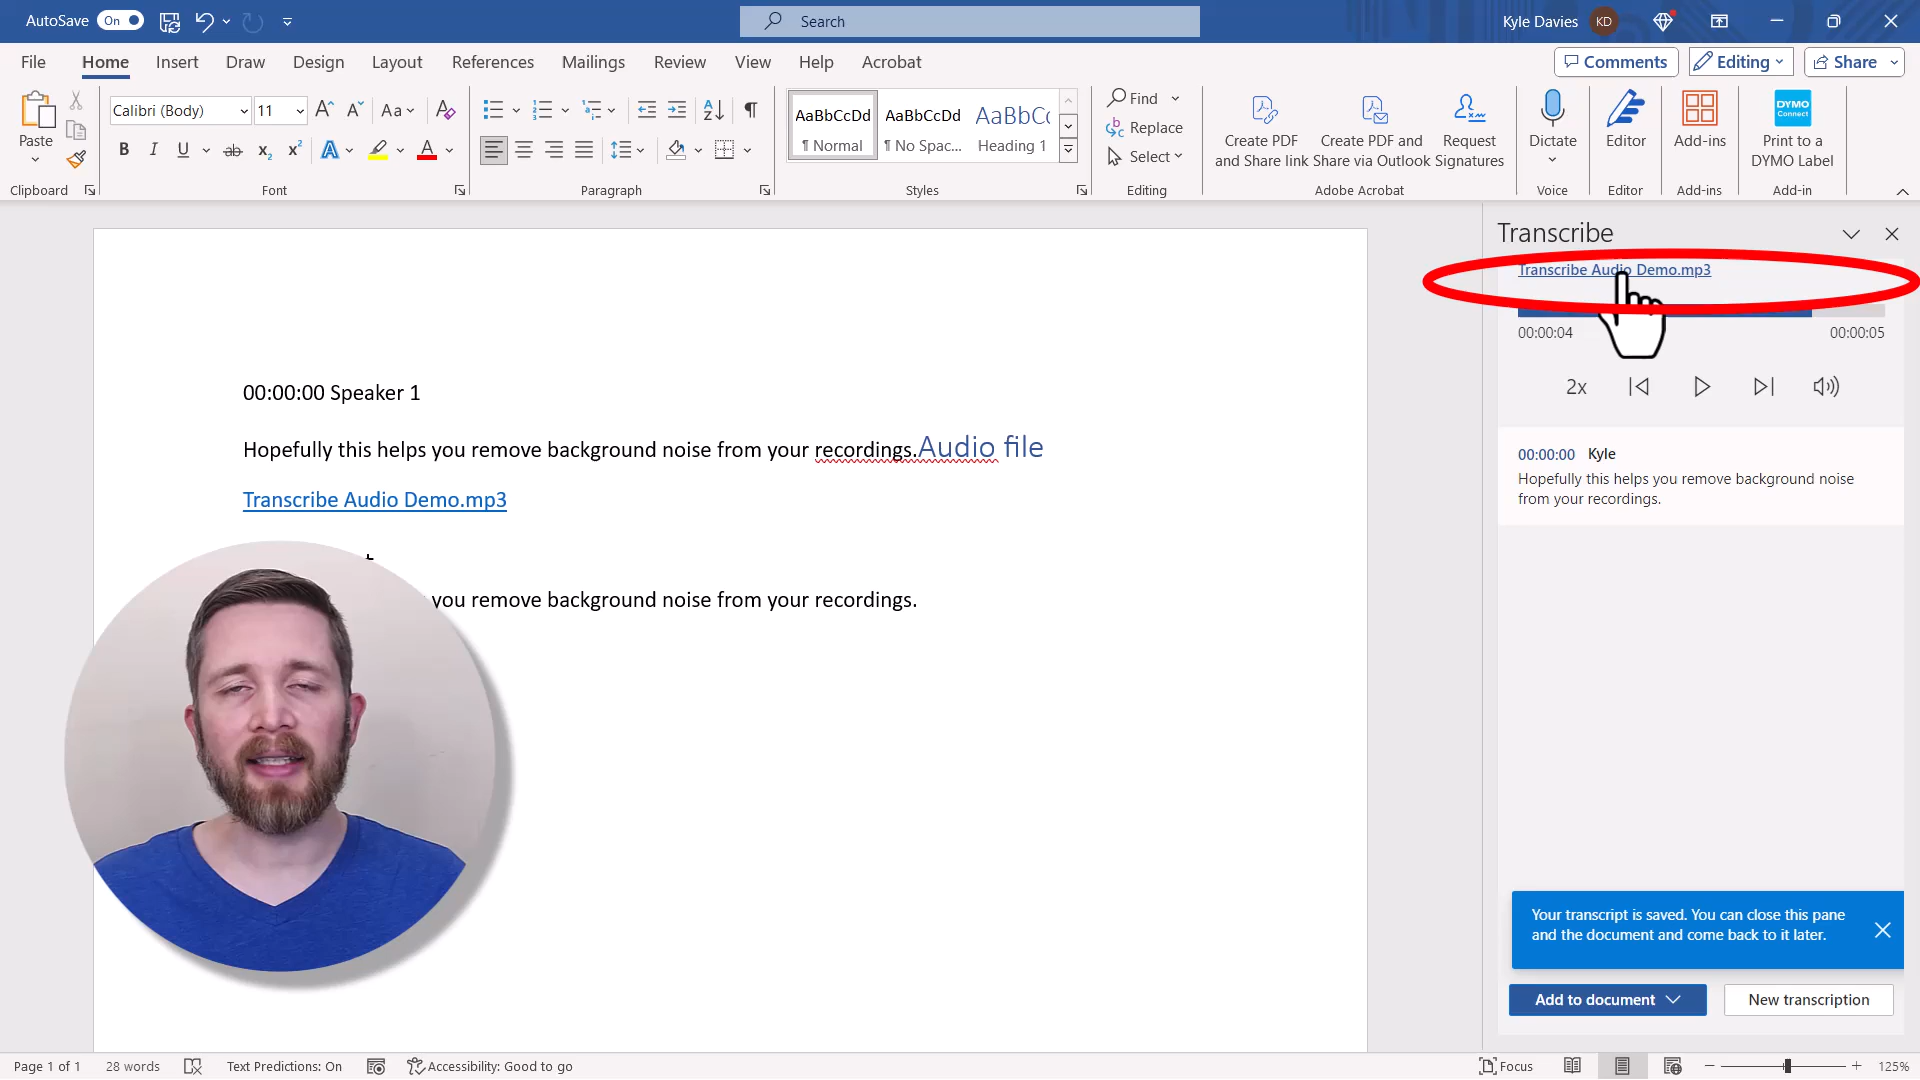 AutoSave On Search Kyle Davies KD
File Home Insert Draw Design Layout References Mailings Review View Help Acrobat Comments Editing Share
Calibri (Body) 11 Aa
Paste
B I U ab x2 x2 A A
AaBbCcDd AaBbCcDd AaBbCc
¶ Normal ¶ No Spac... Heading 1
Find
Replace
Select
Create PDF and Share link
Create PDF and Share via Outlook
Request Signatures
Dictate
Editor
Add-ins
DYMO Connect
Print to a DYMO Label
Clipboard Font Paragraph Styles Editing Adobe Acrobat Voice Editor Add-ins Add-in
00:00:00 Speaker 1
Hopefully this helps you remove background noise from your recordings.Audio file
Transcribe Audio Demo.mp3
you remove background noise from your recordings.
Transcribe
Transcribe Audio Demo.mp3
00:00:04 00:00:05
2x
00:00:00 Kyle
Hopefully this helps you remove background noise
from your recordings.
Your transcript is saved. You can close this pane
and the document and come back to it later.
Add to document New transcription
Page 1 of 1 28 words Text Predictions: On Accessibility: Good to go Focus 125%